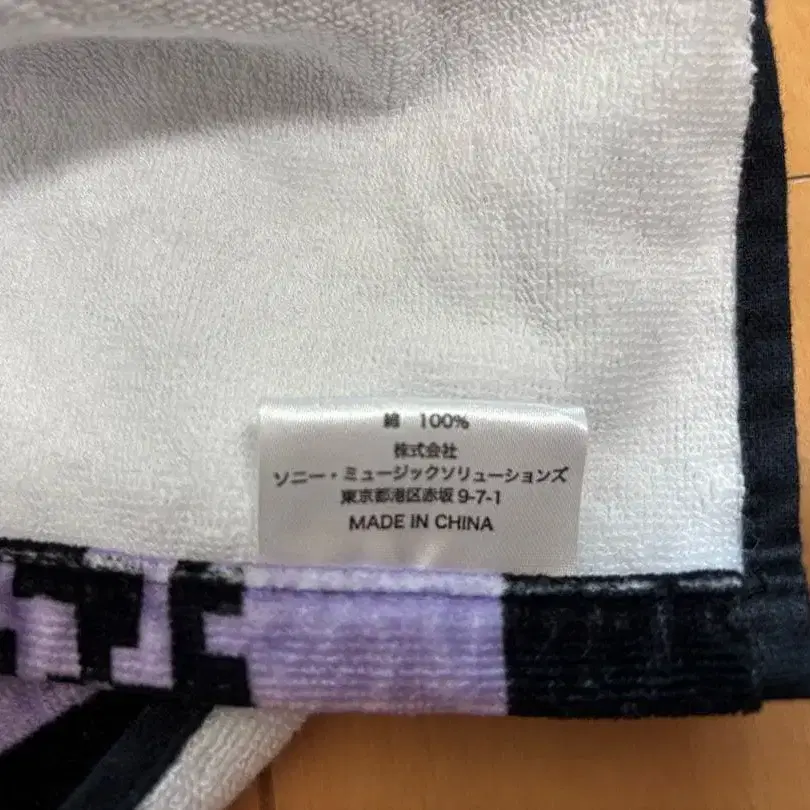 綿 100%
株式会社
ソニー・ミュージックソリューションズ
東京都港区赤坂 9-7-1
MADE IN CHINA